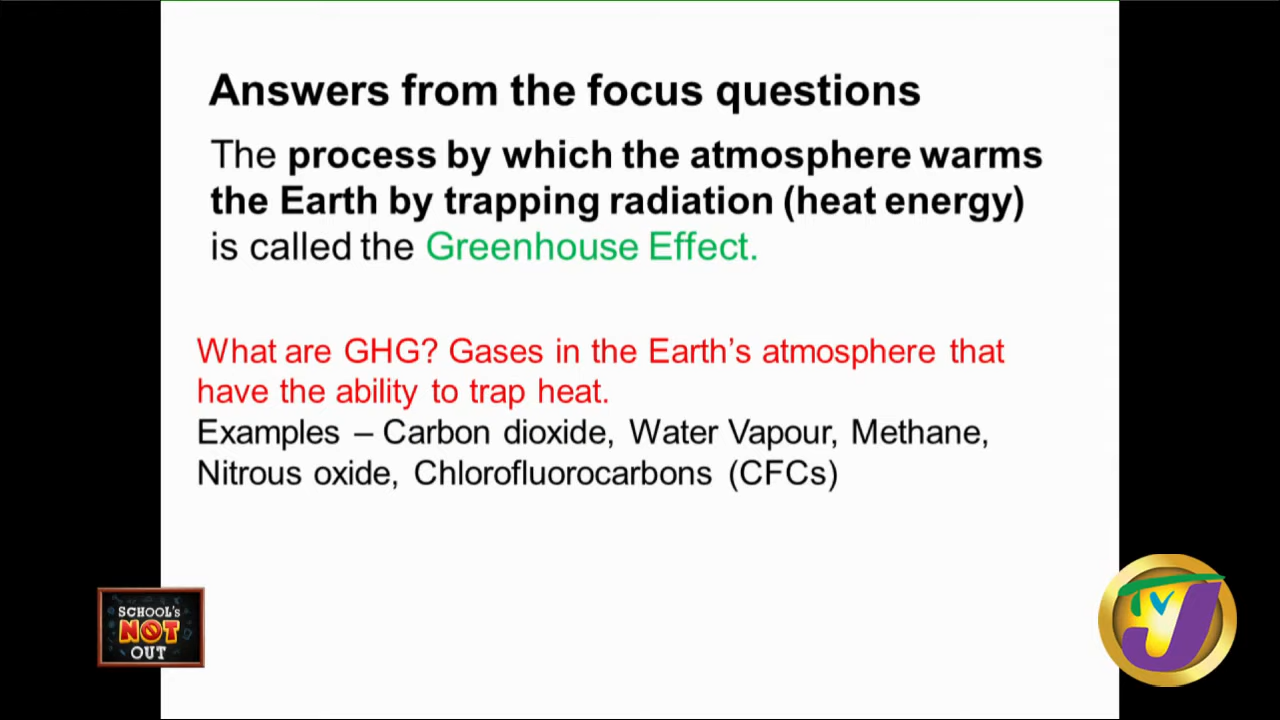 Answers from the focus questions
The process by which the atmosphere warms
the Earth by trapping radiation (heat energy)
is called the Greenhouse Effect.
What are GHG? Gases in the Earth’s atmosphere that
have the ability to trap heat.
Examples – Carbon dioxide, Water Vapour, Methane,
Nitrous oxide, Chlorofluorocarbons (CFCs)
SCHOOL's
NOT
OUT
TVJ